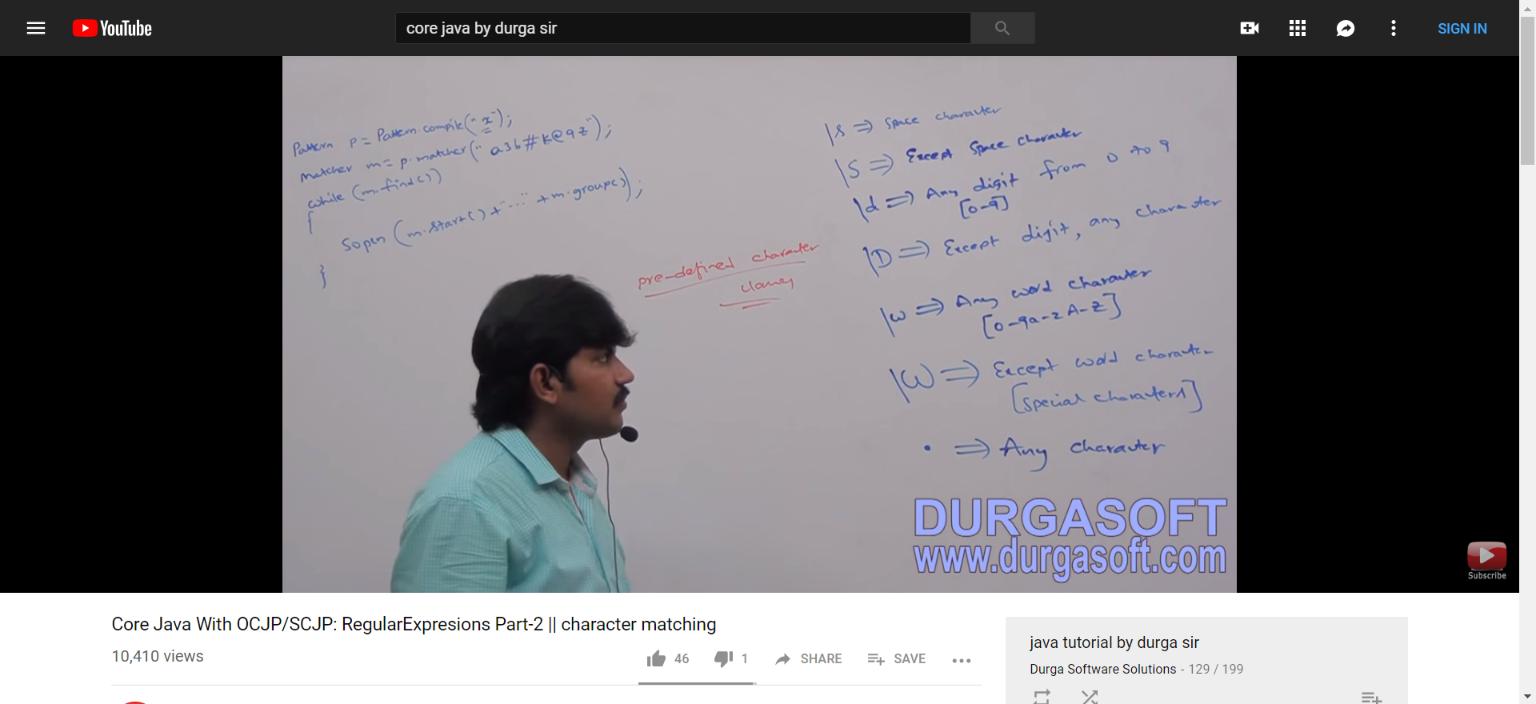 YouTube
core java by durga sir
SIGN IN
Pattern p = Pattern.compile("x");
Matcher m = p.matcher("a3b#k@9z");
while (m.find())
{
Sopln (m.start() + "..." + m.group());
}
pre-defined character
classes
\s ⇒ space character
\S ⇒ Except space character
\d ⇒ Any digit from 0 to 9
[0-9]
\D ⇒ Except digit, any character
\w ⇒ Any word character
[0-9a-zA-Z]
\W ⇒ Except word character
[special characters]
. ⇒ Any character
DURGASOFT
www.durgasoft.com
Subscribe
Core Java With OCJP/SCJP: RegularExpresions Part-2 || character matching
10,410 views
46
1
SHARE
SAVE
java tutorial by durga sir
Durga Software Solutions - 129 / 199